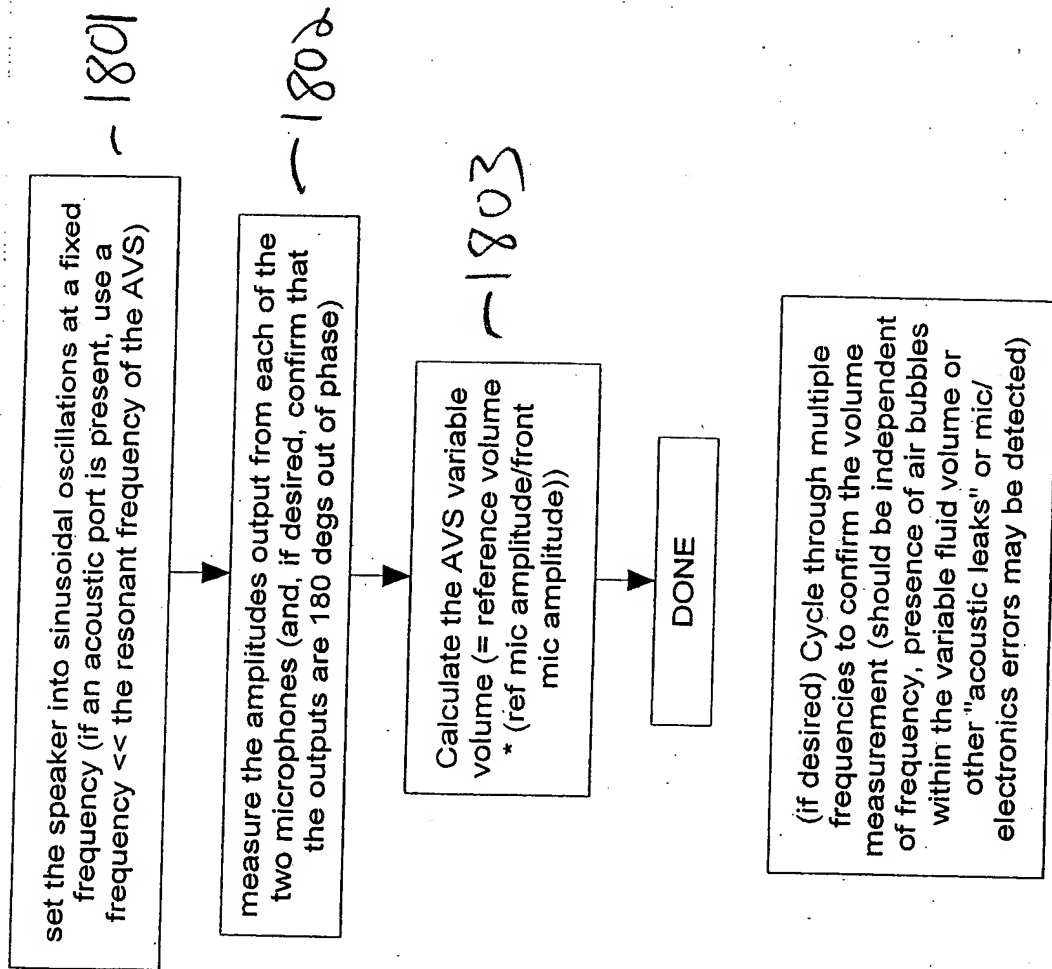 set the speaker into sinusoidal oscillations at a fixed
frequency (if an acoustic port is present, use a
frequency << the resonant frequency of the AVS)
~1801
measure the amplitudes output from each of the
two microphones (and, if desired, confirm that
the outputs are 180 degs out of phase)
~1802
Calculate the AVS variable
volume (= reference volume
* (ref mic amplitude/front
mic amplitude))
~1803
DONE
(if desired) Cycle through multiple
frequencies to confirm the volume
measurement (should be independent
of frequency, presence of air bubbles
within the variable fluid volume or
other "acoustic leaks" or mic/
electronics errors may be detected)